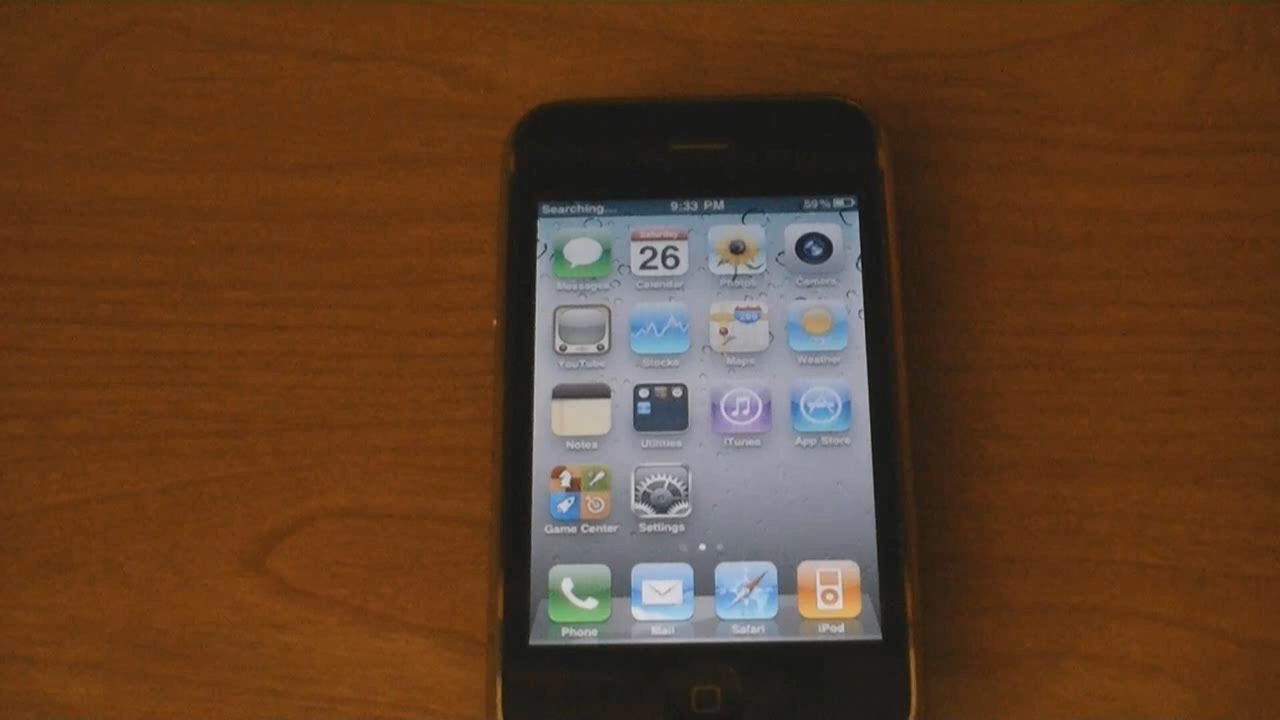 Searching... 9:33 PM 59%
Saturday
26
Messages Calendar Photos Camera
280
YouTube Stocks Maps Weather
Notes Utilities iTunes App Store
Game Center Settings
Phone Mail Safari iPod